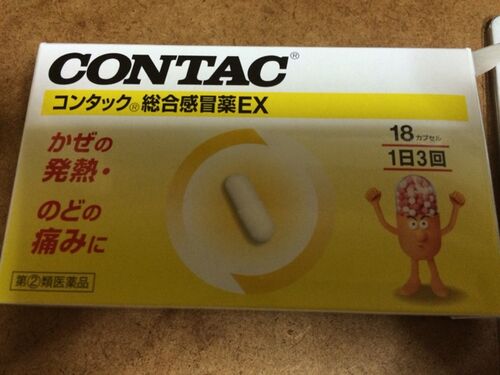 CONTAC®
コンタック®総合感冒薬EX
かぜの
発熱・
のどの
痛みに
18カプセル
1日3回
第②類医薬品